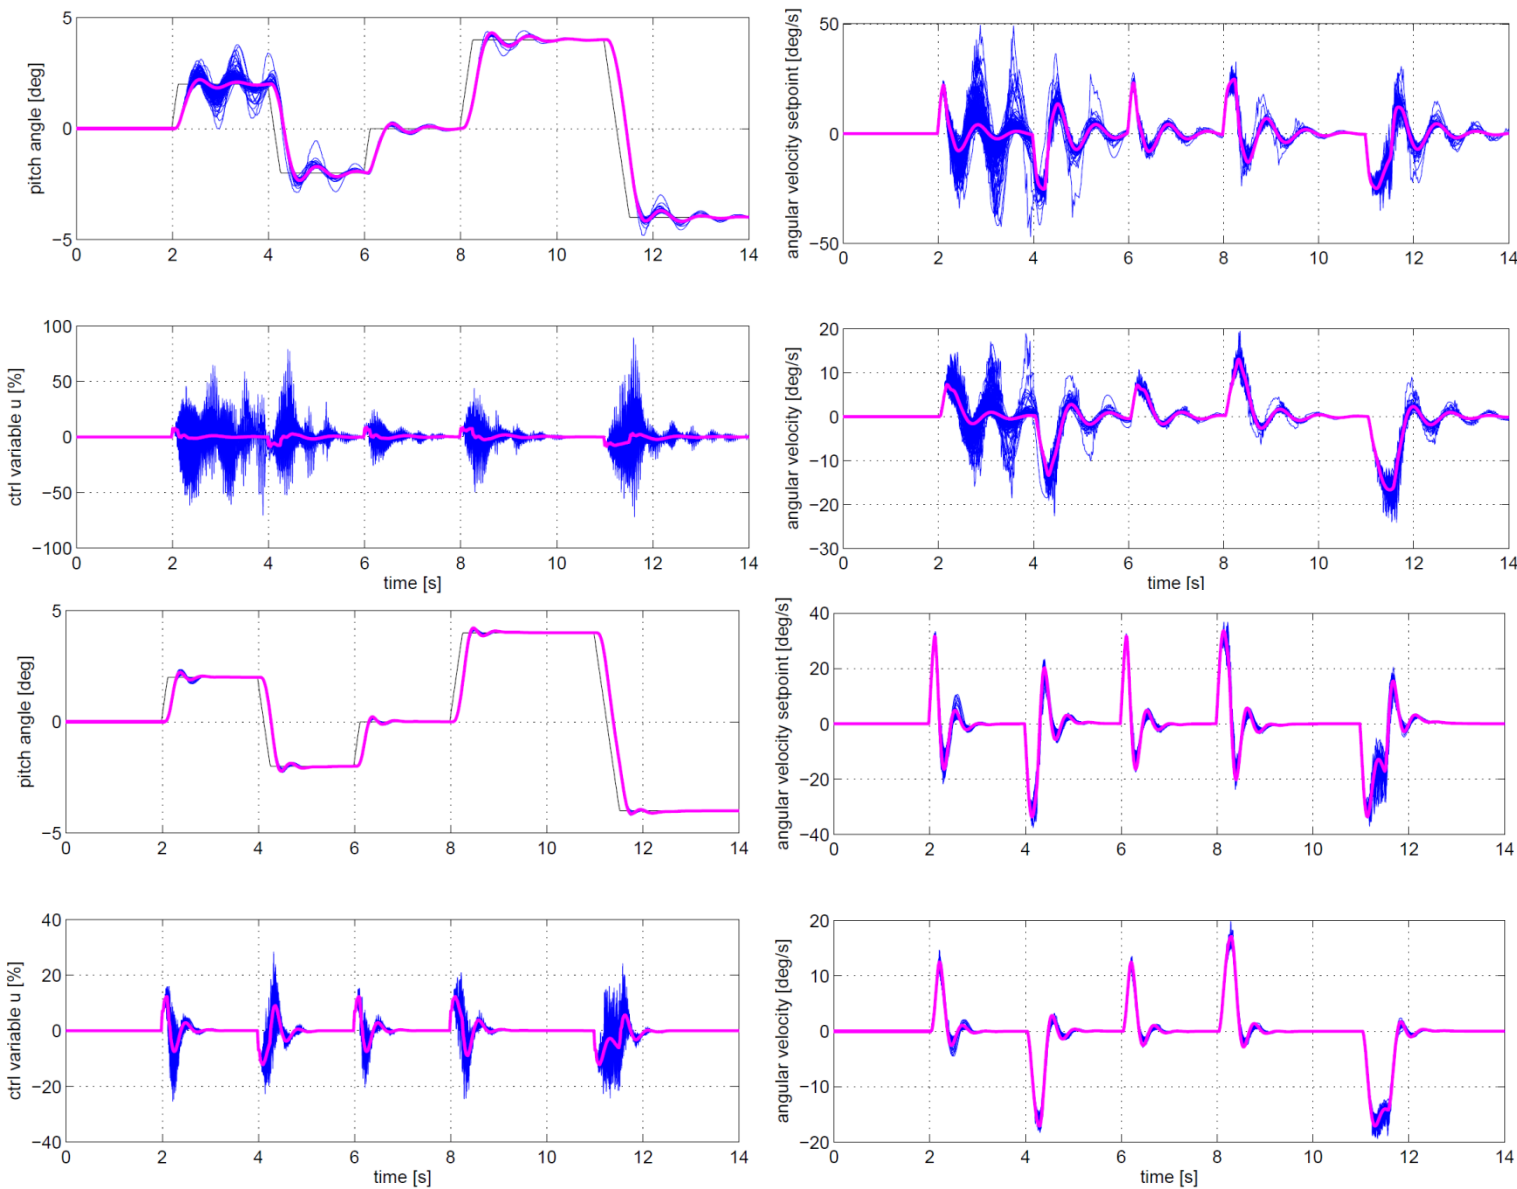 pitch angle [deg]
5
0
−5
0 2 4 6 8 10 12 14
angular velocity setpoint [deg/s]
50
0
−50
0 2 4 6 8 10 12 14
ctrl variable u [%]
100
50
0
−50
−100
0 2 4 6 8 10 12 14
time [s]
angular velocity [deg/s]
20
10
0
−10
−20
−30
0 2 4 6 8 10 12 14
time [s]
pitch angle [deg]
5
0
−5
0 2 4 6 8 10 12 14
angular velocity setpoint [deg/s]
40
20
0
−20
−40
0 2 4 6 8 10 12 14
ctrl variable u [%]
40
20
0
−20
−40
0 2 4 6 8 10 12 14
time [s]
angular velocity [deg/s]
20
10
0
−10
−20
0 2 4 6 8 10 12 14
time [s]